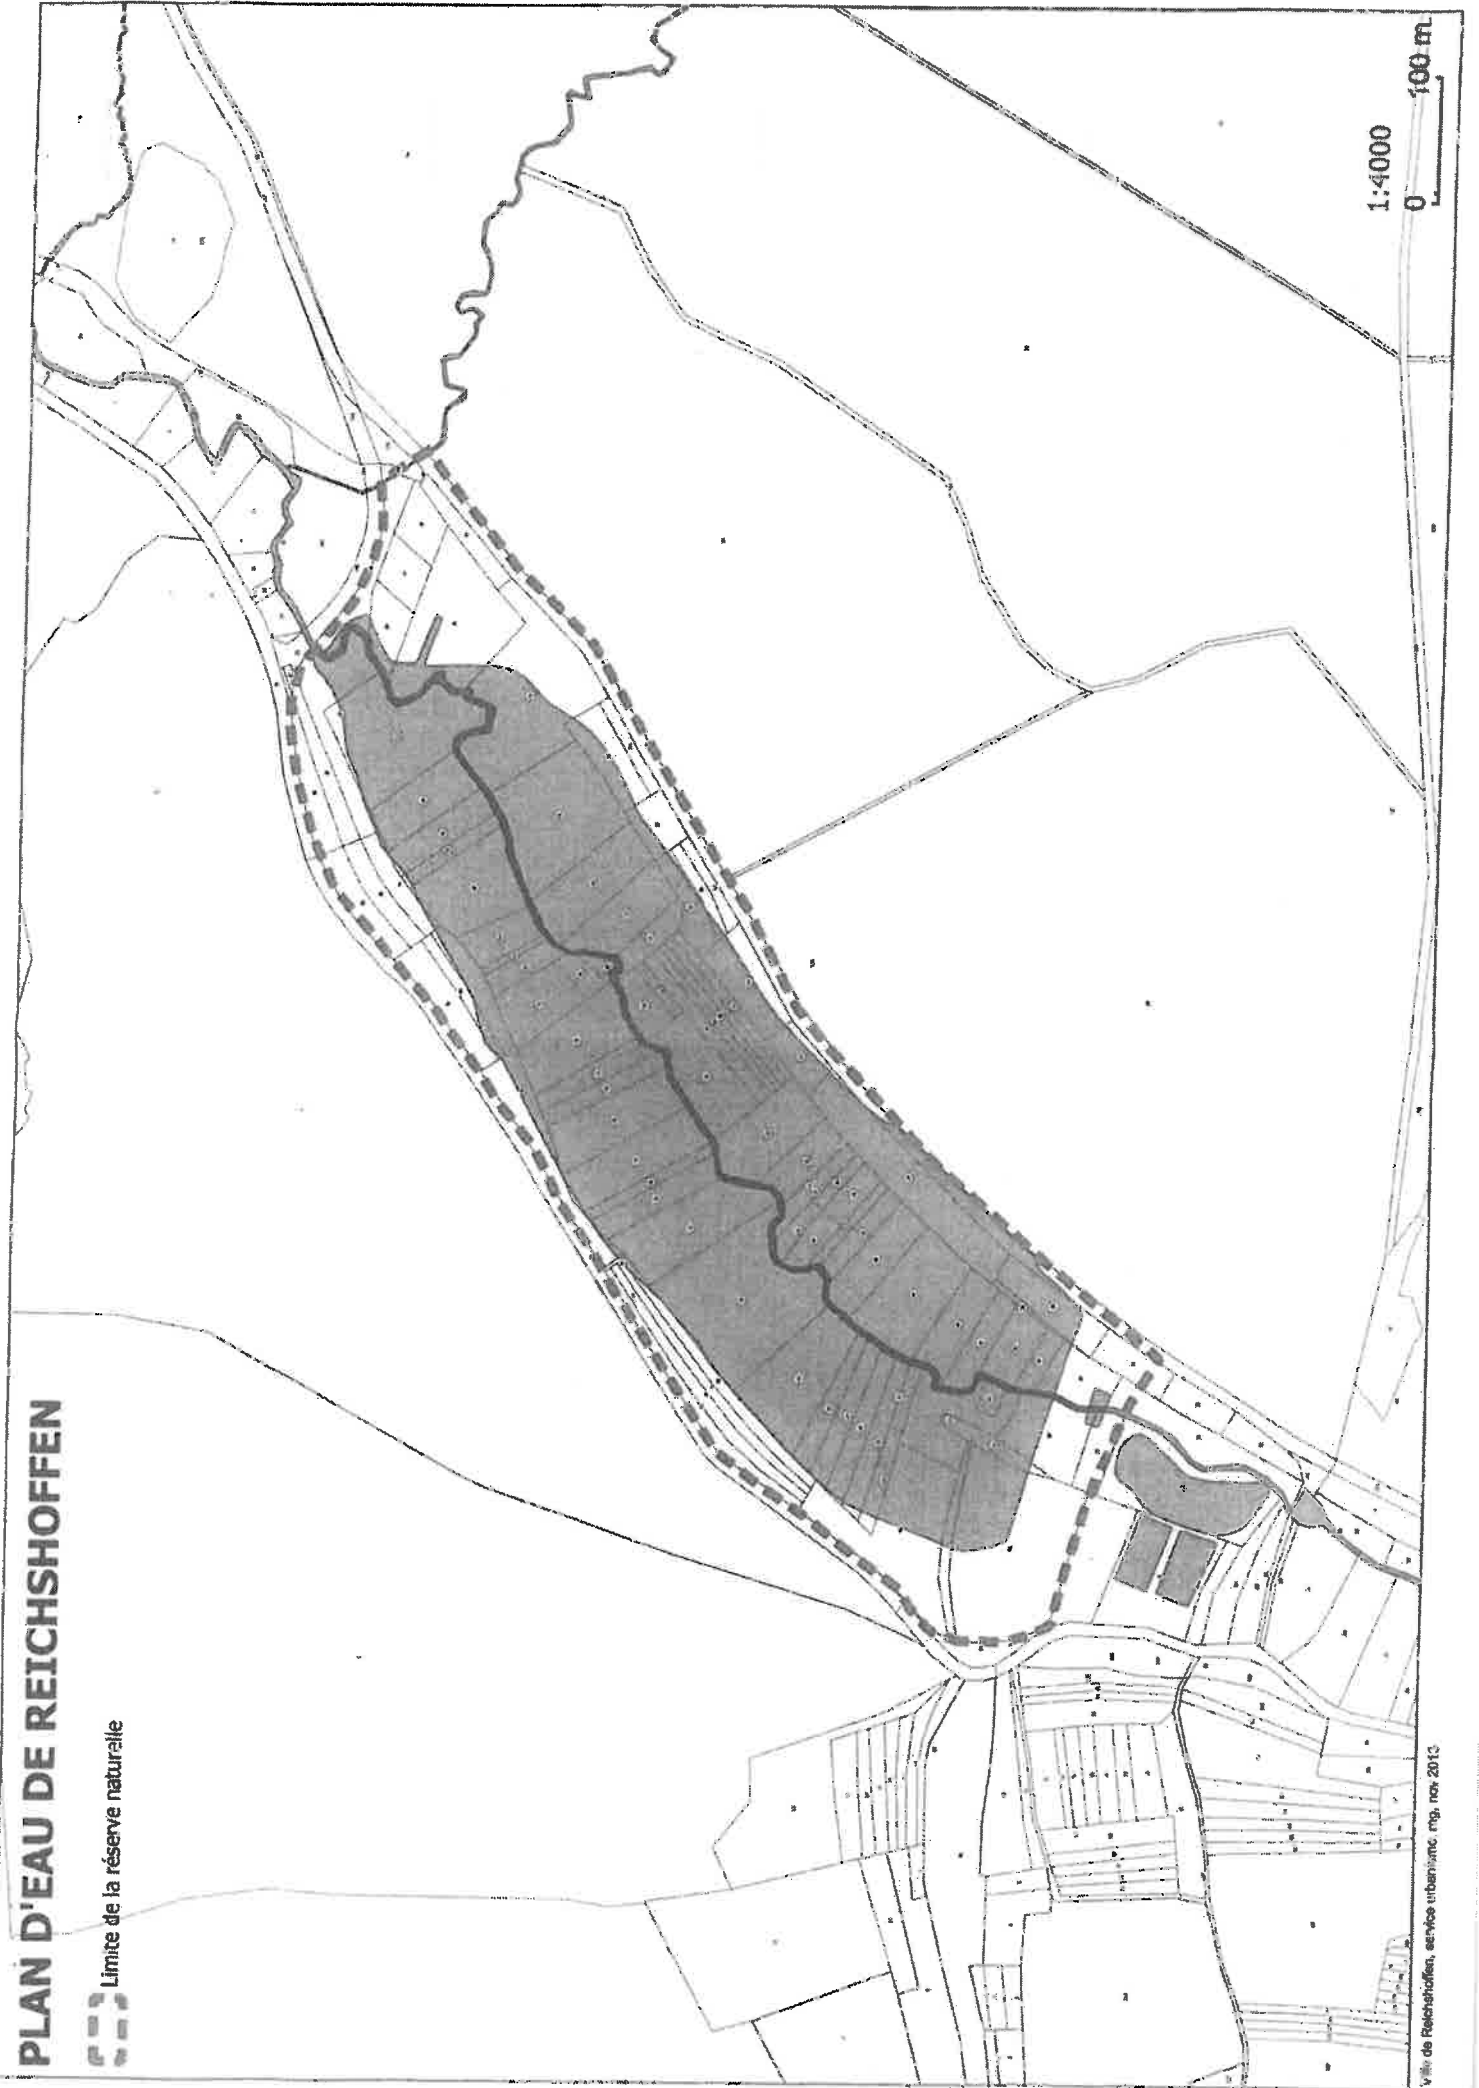 PLAN D'EAU DE REICHSHOFFEN
Limite de la réserve naturelle
1:4000
0 100 m
Ville de Reichshoffen, service urbanisme, mg, nov 2013